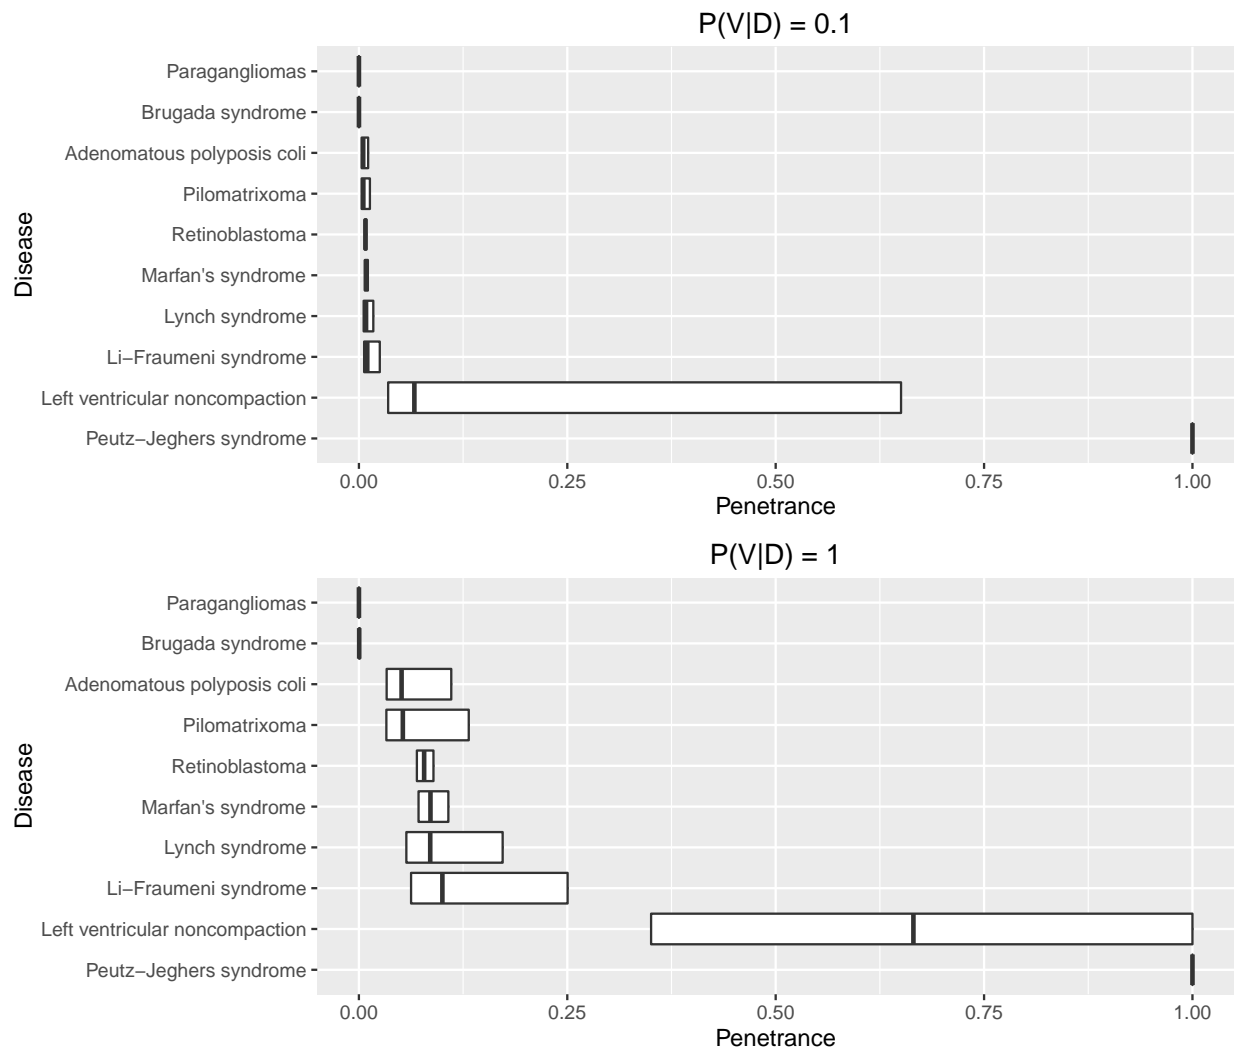 P(V|D) = 0.1
Disease
Paragangliomas
Brugada syndrome
Adenomatous polyposis coli
Pilomatrixoma
Retinoblastoma
Marfan's syndrome
Lynch syndrome
Li−Fraumeni syndrome
Left ventricular noncompaction
Peutz−Jeghers syndrome
0.00 0.25 0.50 0.75 1.00
Penetrance
P(V|D) = 1
Disease
Paragangliomas
Brugada syndrome
Adenomatous polyposis coli
Pilomatrixoma
Retinoblastoma
Marfan's syndrome
Lynch syndrome
Li−Fraumeni syndrome
Left ventricular noncompaction
Peutz−Jeghers syndrome
0.00 0.25 0.50 0.75 1.00
Penetrance